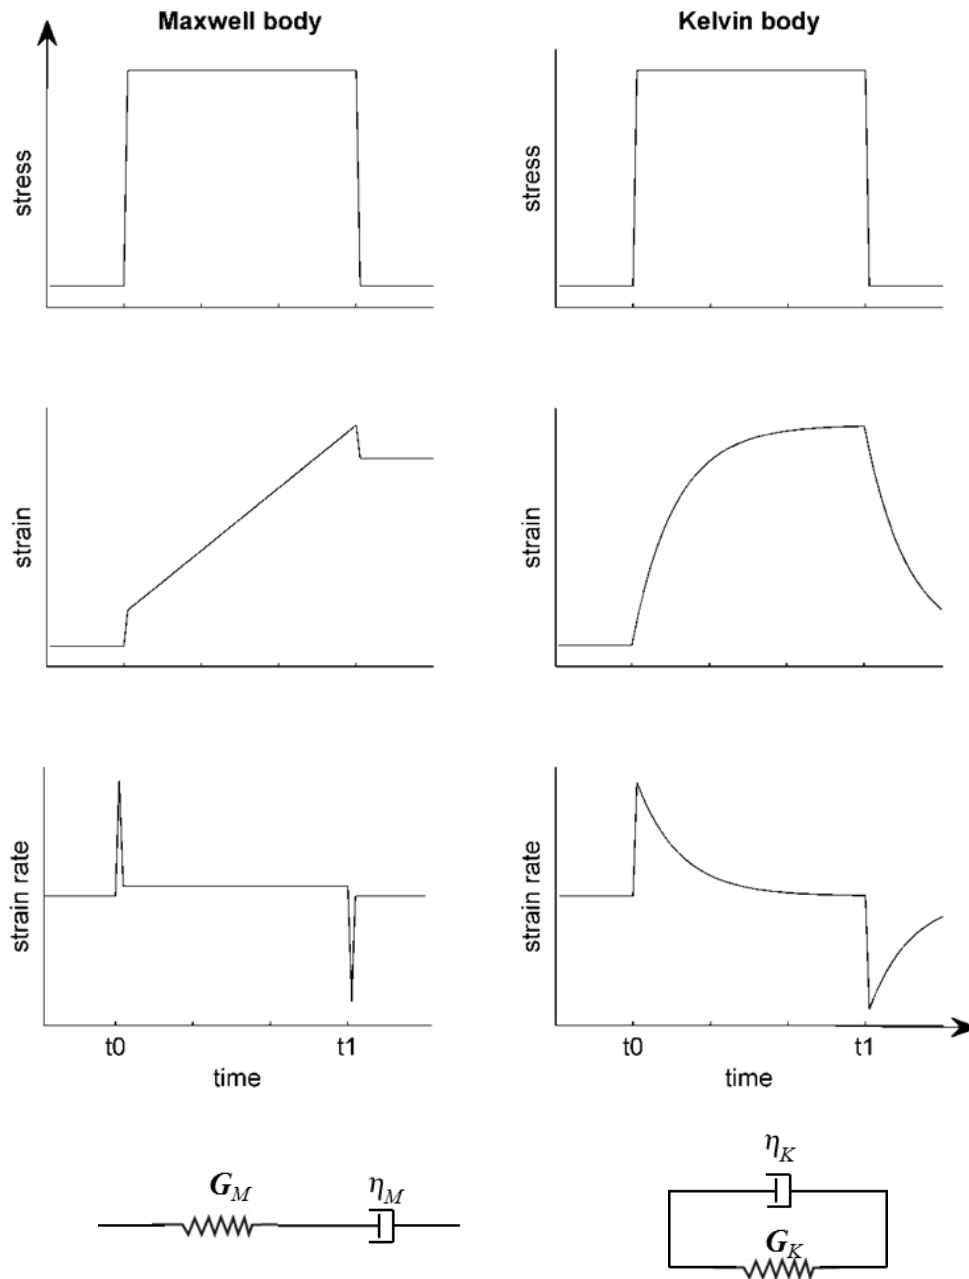 Maxwell body
Kelvin body
stress
stress
strain
strain
strain rate
strain rate
t0
t1
t0
t1
time
time
G_M
η_M
η_K
G_K